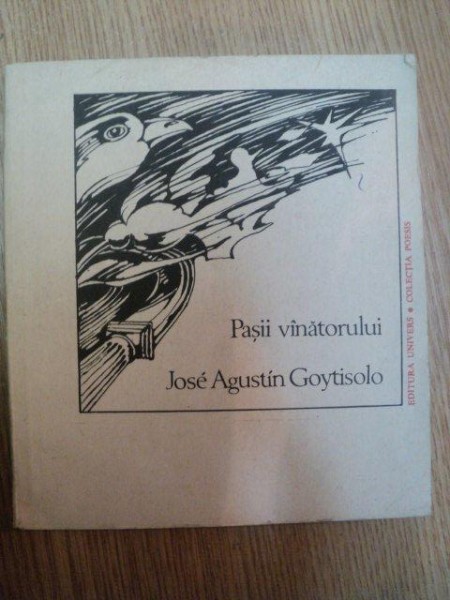 Pașii vînătorului
José Agustín Goytisolo
EDITURA UNIVERS • COLECȚIA POESIS